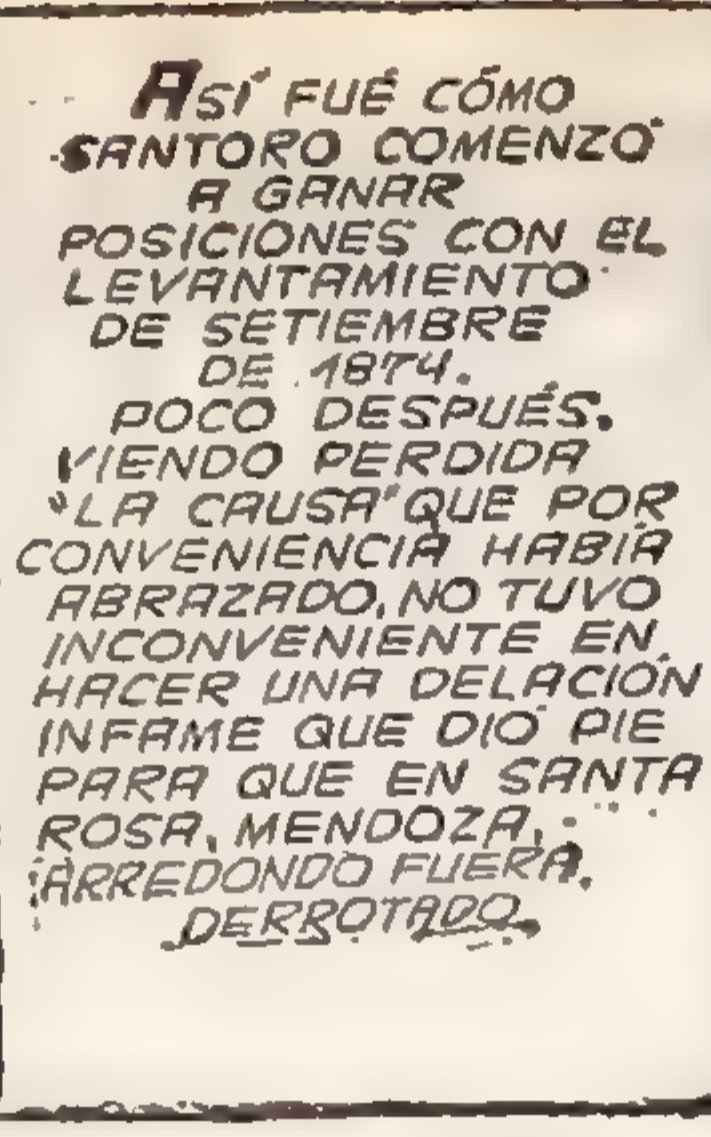 ASÍ FUÉ CÓMO
SANTORO COMENZÓ
A GANAR
POSICIONES CON EL
LEVANTAMIENTO
DE SETIEMBRE
DE 1874.
POCO DESPUÉS.
VIENDO PERDIDA
"LA CAUSA" QUE POR
CONVENIENCIA HABÍA
ABRAZADO, NO TUVO
INCONVENIENTE EN
HACER UNA DELACIÓN
INFAME QUE DIÓ PIE
PARA QUE EN SANTA
ROSA, MENDOZA,
ARREDONDO FUERA
DERROTADO.